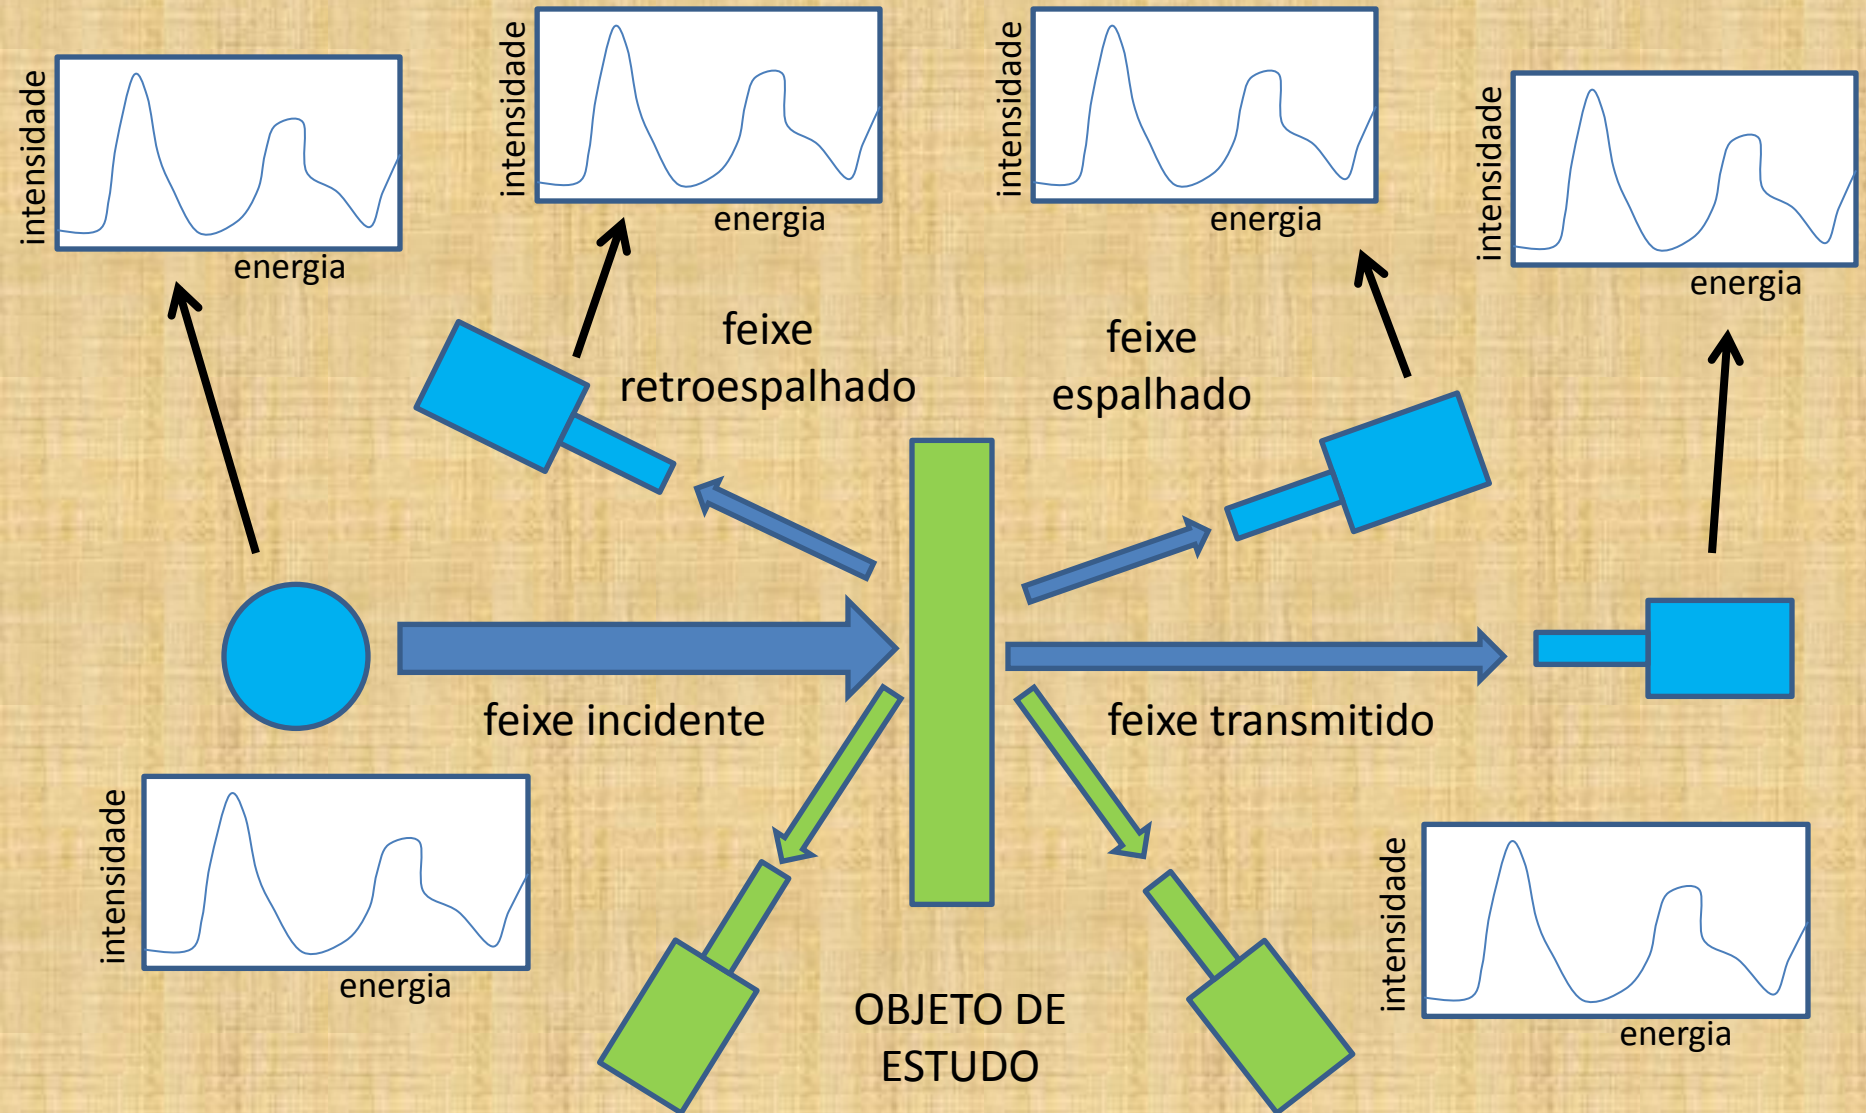 intensidade
energia
intensidade
energia
intensidade
energia
intensidade
energia
feixe
retroespalhado
feixe
espalhado
feixe incidente
feixe transmitido
intensidade
energia
OBJETO DE
ESTUDO
intensidade
energia